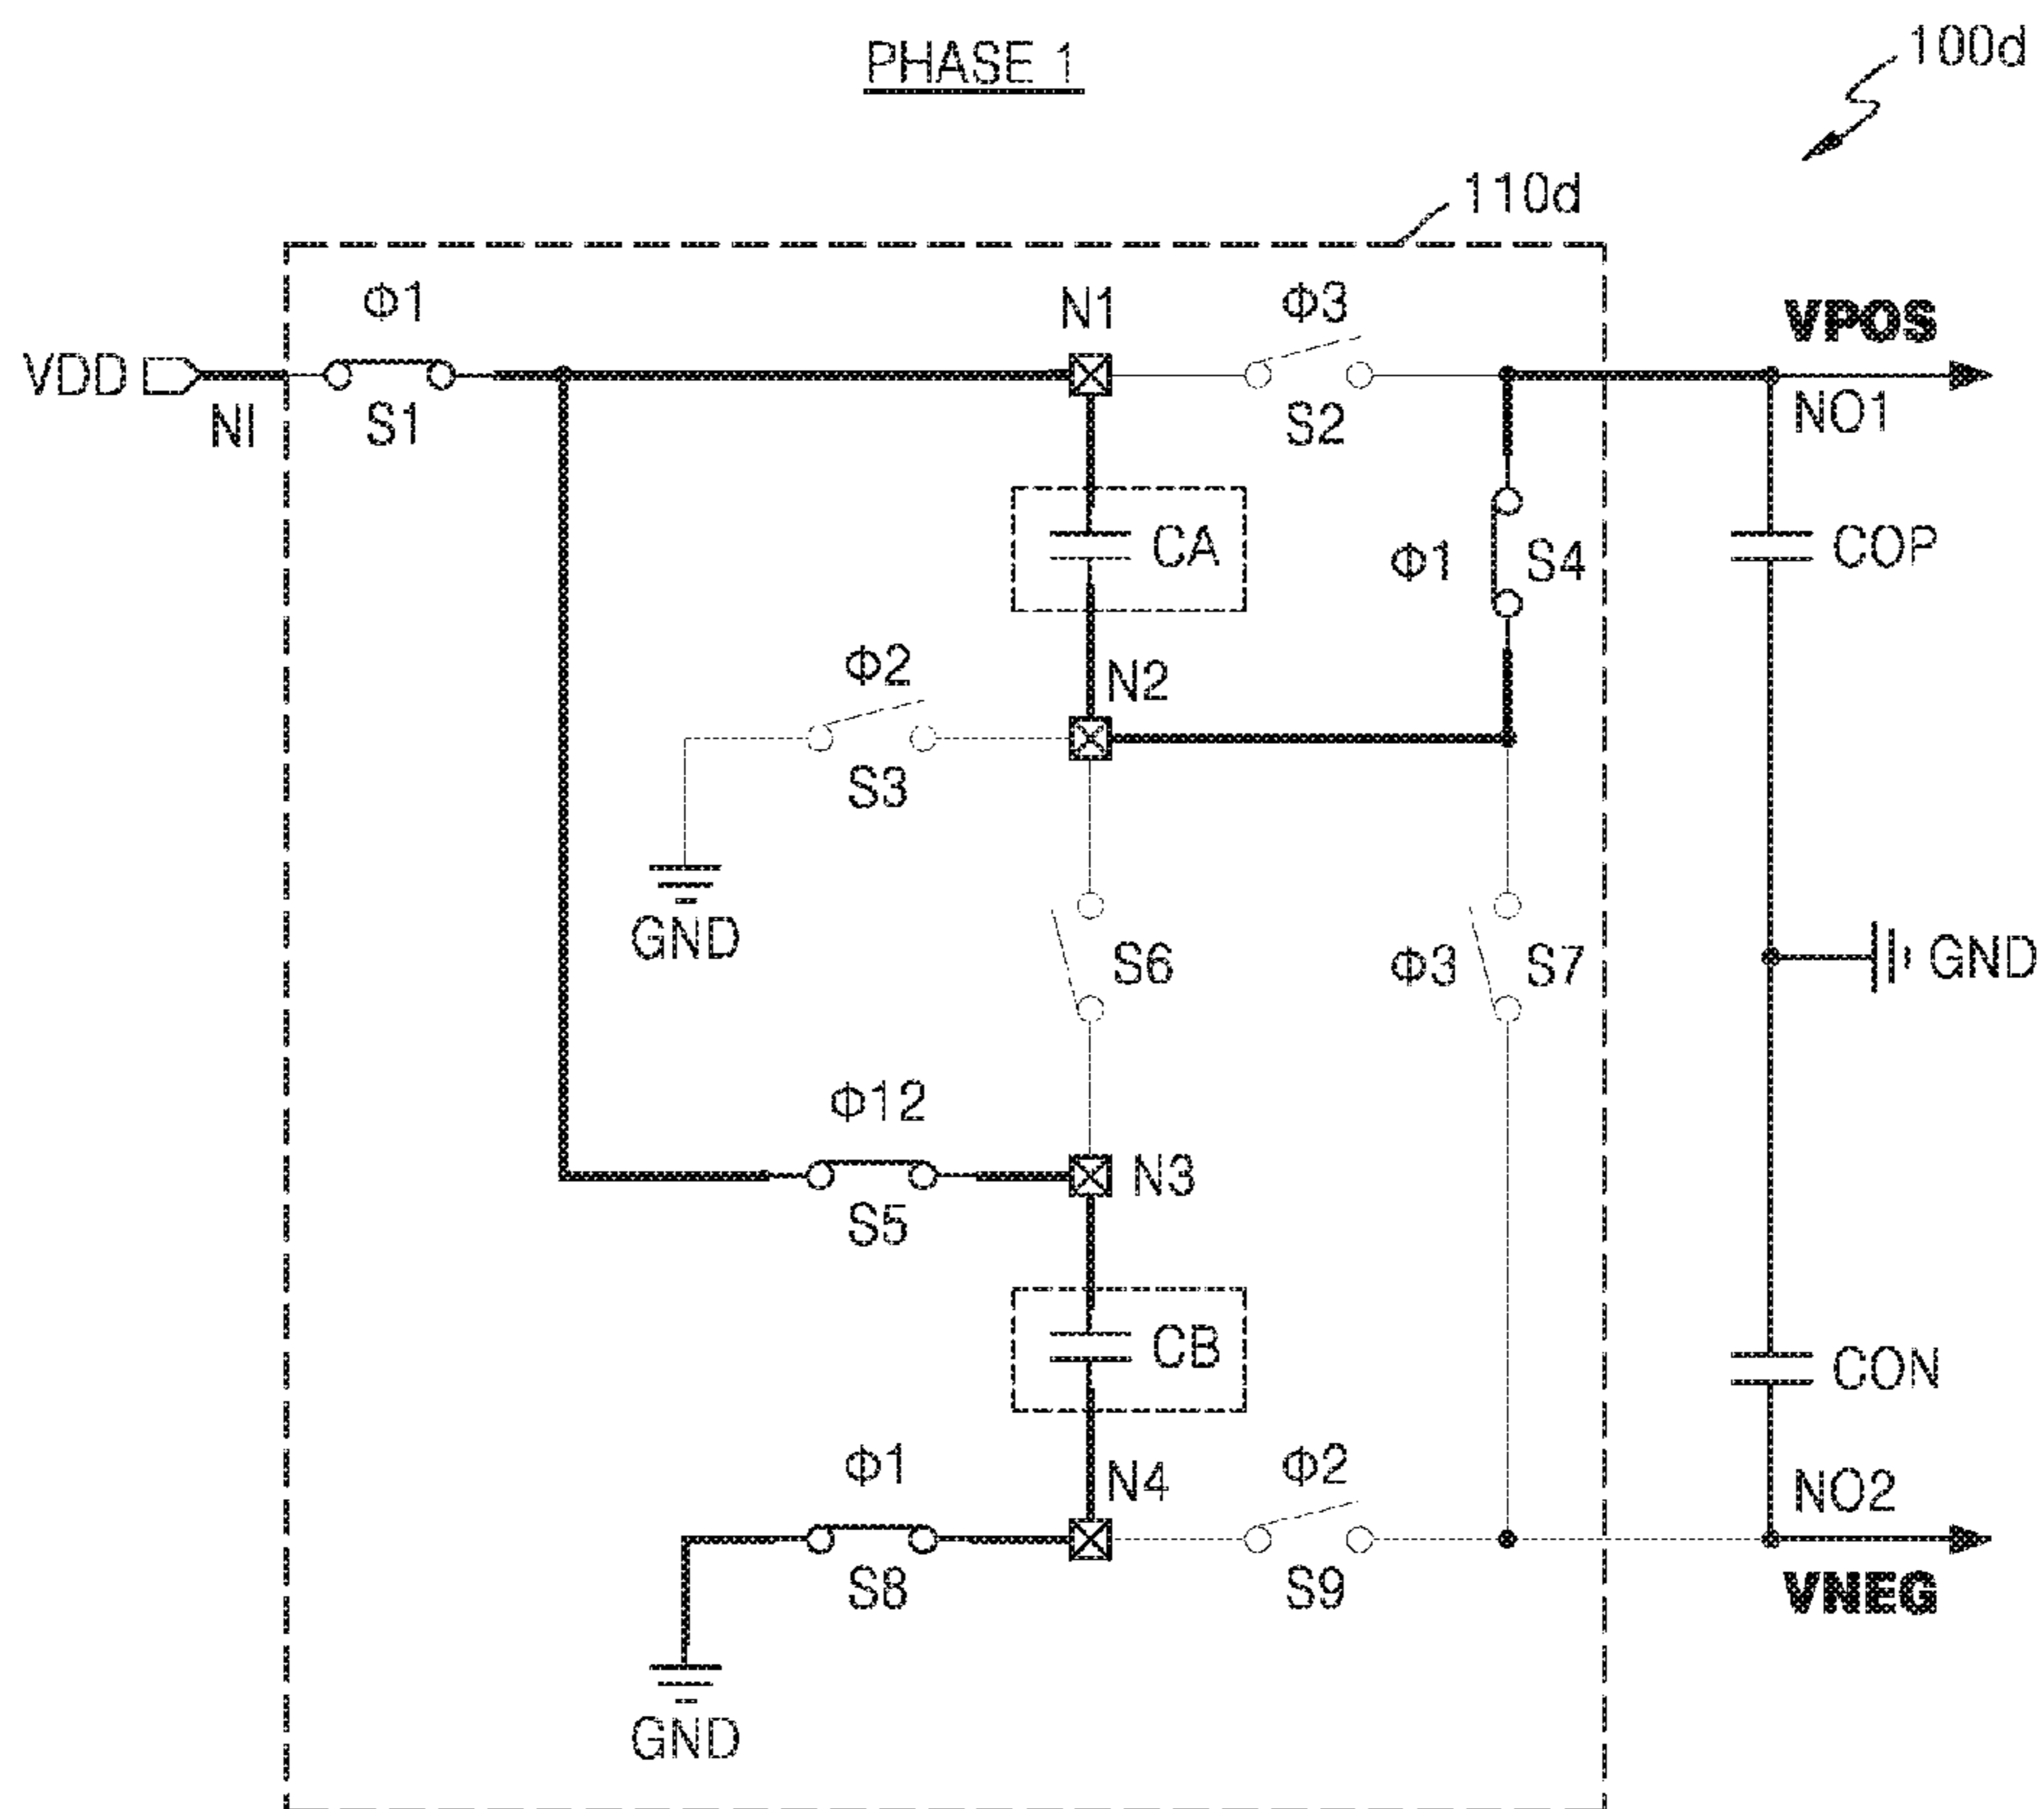 PHASE 1
100d
110d
Φ1
N1
Φ3
VPOS
VDD
NI
S1
S2
NO1
CA
Φ1
S4
COP
Φ2
N2
S3
GND
S6
Φ3
S7
GND
Φ12
N3
S5
CB
CON
Φ1
N4
Φ2
NO2
S8
S9
VNEG
GND